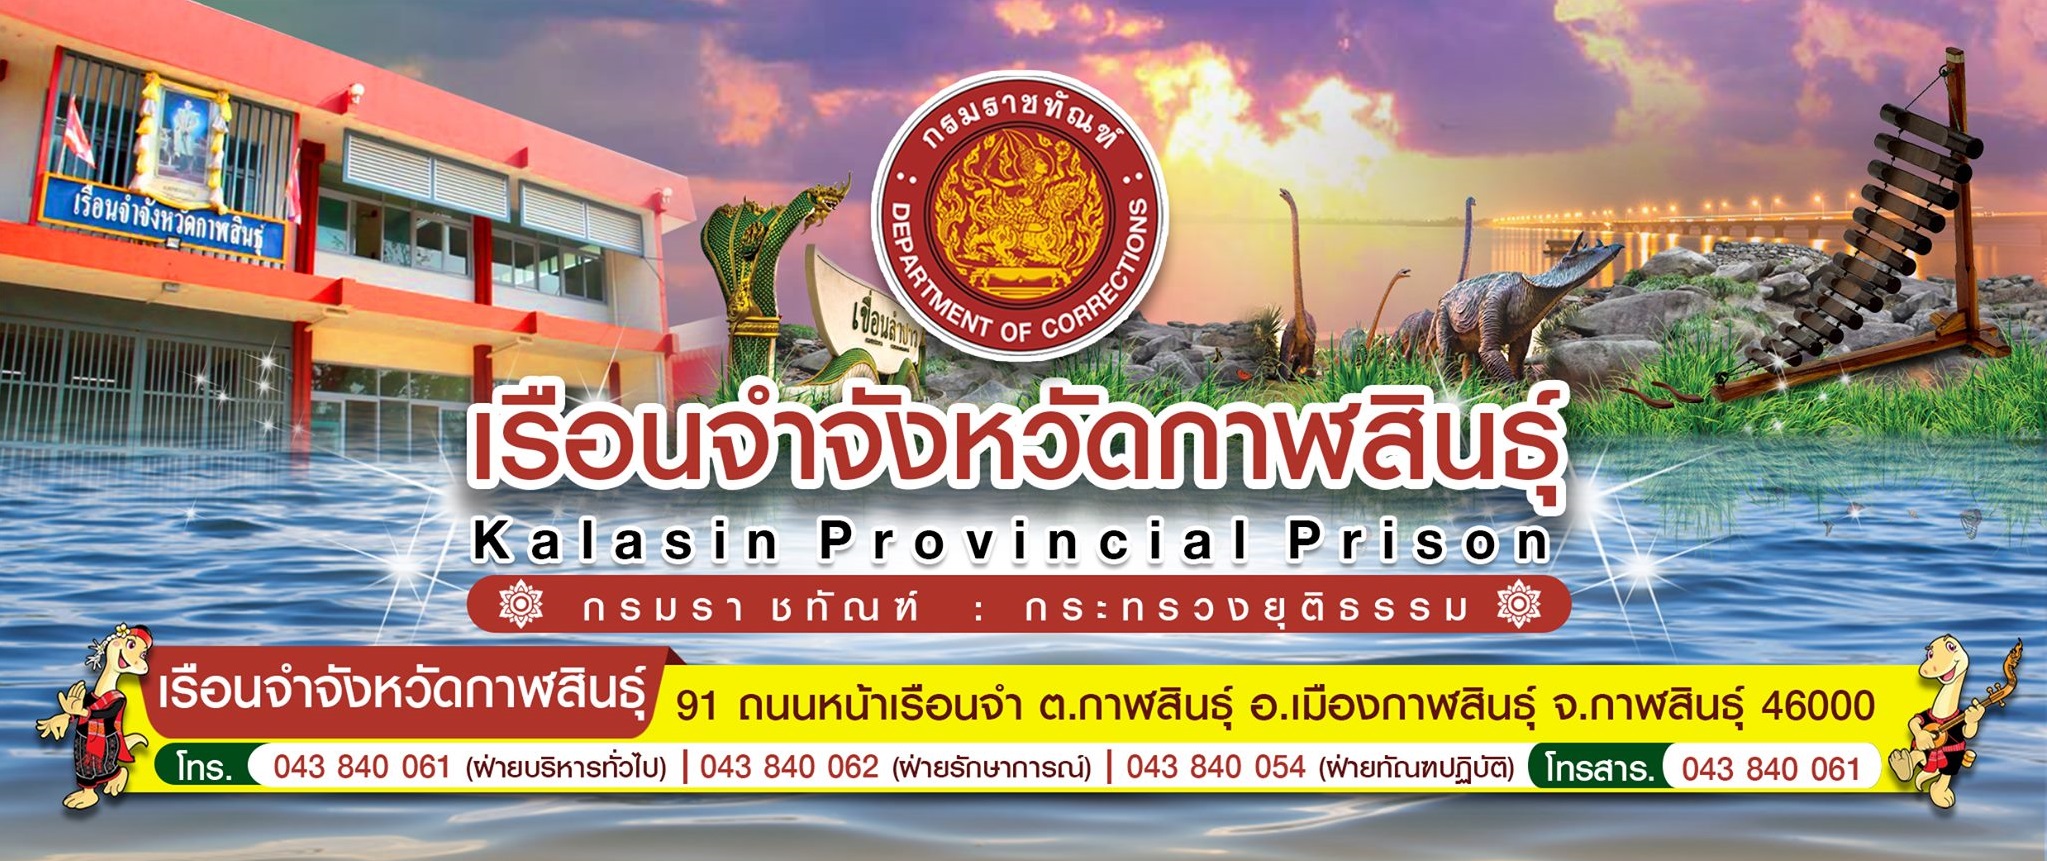 เรือนจำจังหวัดกาฬสินธุ์
กรมราชทัณฑ์
DEPARTMENT OF CORRECTIONS
เขื่อนลำปาว
เรือนจำจังหวัดกาฬสินธุ์
Kalasin Provincial Prison
กรมราชทัณฑ์ : กระทรวงยุติธรรม
เรือนจำจังหวัดกาฬสินธุ์
91 ถนนหน้าเรือนจำ ต.กาฬสินธุ์ อ.เมืองกาฬสินธุ์ จ.กาฬสินธุ์ 46000
โทร. 043 840 061 (ฝ่ายบริหารทั่วไป) | 043 840 062 (ฝ่ายรักษาการณ์) | 043 840 054 (ฝ่ายทัณฑปฏิบัติ) โทรสาร. 043 840 061